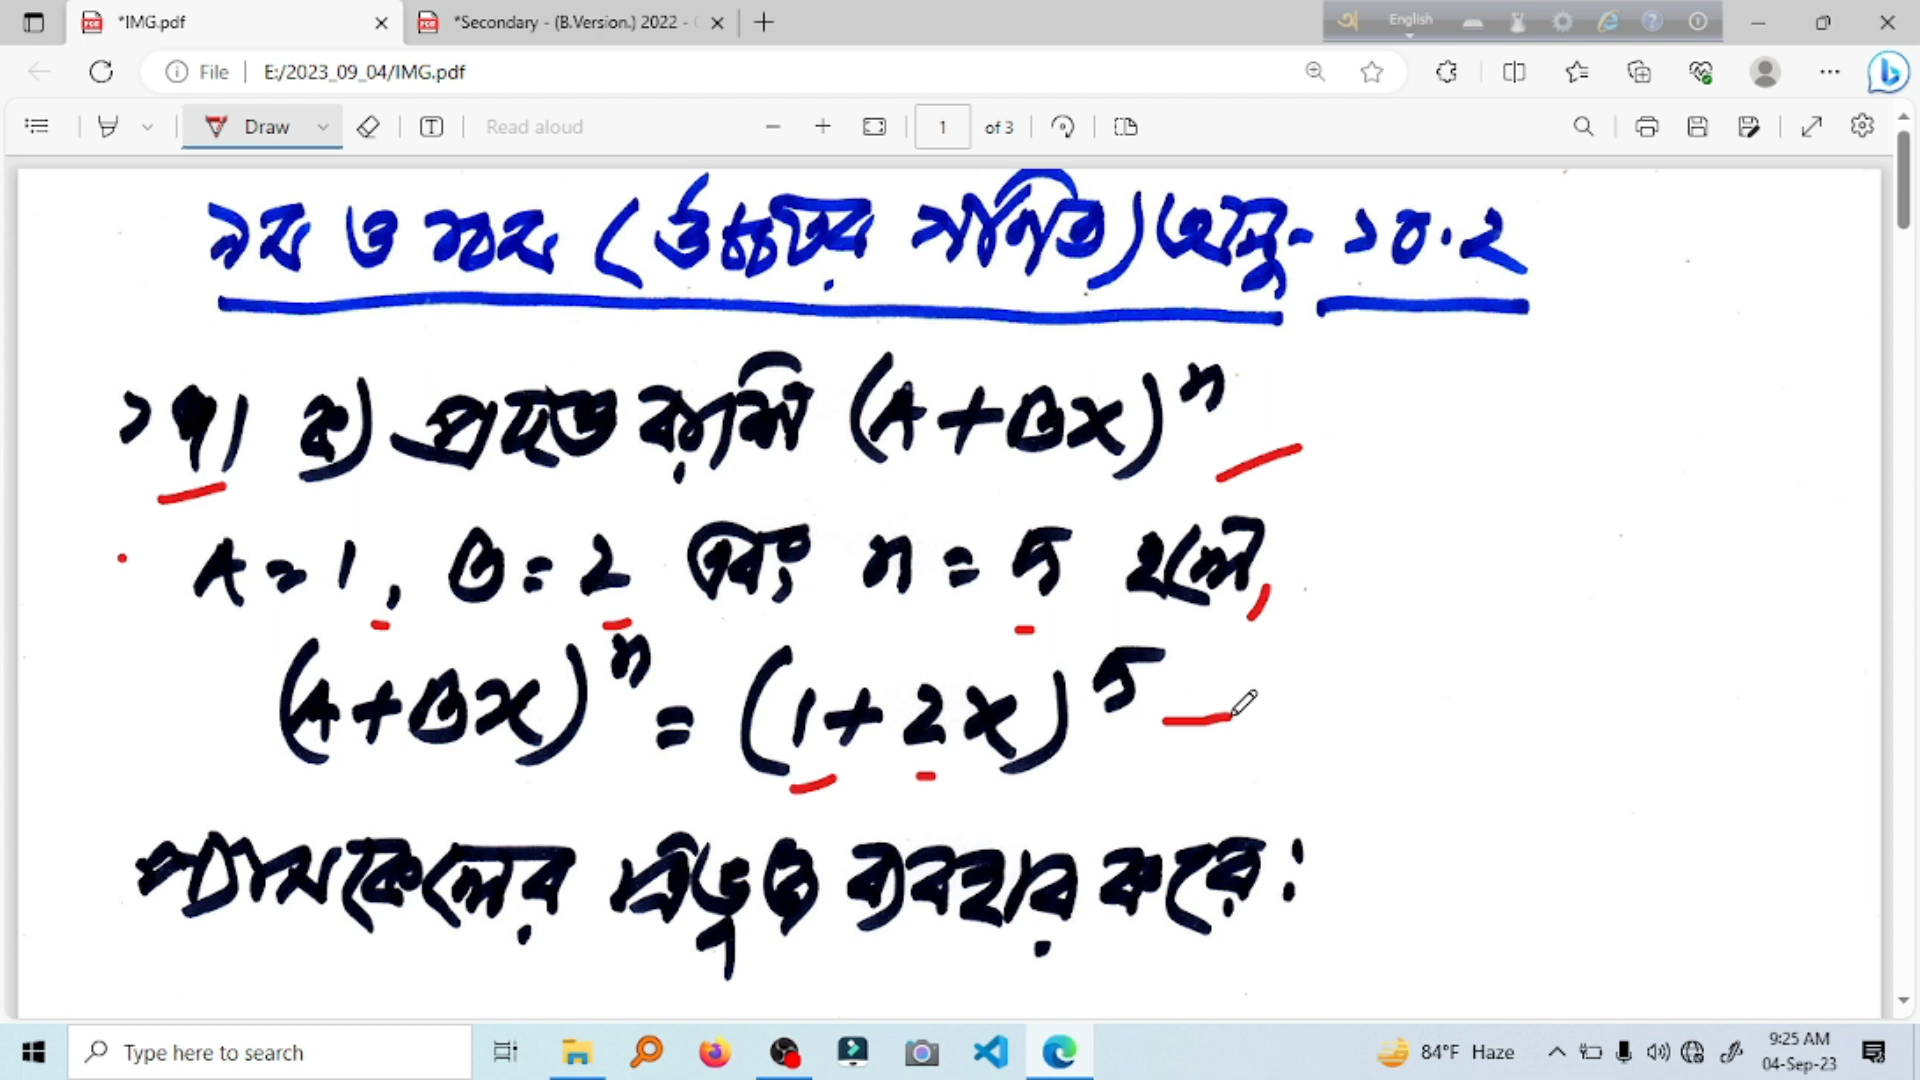 *IMG.pdf
*Secondary - (B.Version.) 2022 - (
English
File
E:/2023_09_04/IMG.pdf
Draw
Read aloud
1
of 3
নবম ও দশম (উচ্চতর গণিত) অনু- ১০.২
১৭। ক) প্রদত্ত রাশি (A+Bx)ⁿ
A=1, B=2 এবং n=5 হলে,
(A+Bx)ⁿ = (1+2x)⁵
প্যাসকেলের ত্রিভুজ ব্যবহার করে:
Type here to search
84°F Haze
9:25 AM
04-Sep-23